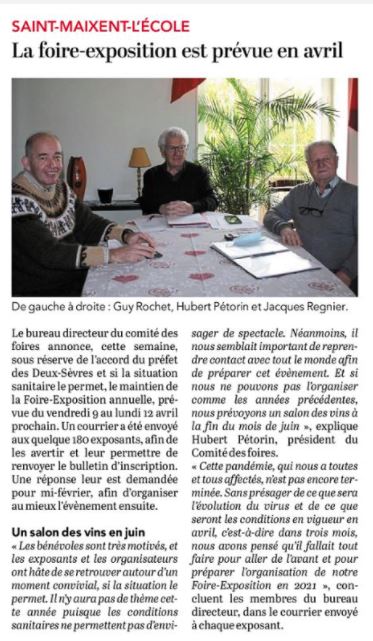 SAINT-MAIXENT-L'ÉCOLE
La foire-exposition est prévue en avril
De gauche à droite : Guy Rochet, Hubert Pétorin et Jacques Regnier.
Le bureau directeur du comité des
foires annonce, cette semaine,
sous réserve de l'accord du préfet
des Deux-Sèvres et si la situation
sanitaire le permet, le maintien de
la Foire-Exposition annuelle, pré-
vue du vendredi 9 au lundi 12 avril
prochain. Un courrier a été envoyé
aux quelque 180 exposants, afin de
les avertir et leur permettre de
renvoyer le bulletin d'inscription.
Une réponse leur est demandée
pour mi-février, afin d'organiser
au mieux l'évènement ensuite.
Un salon des vins en juin
« Les bénévoles sont très motivés, et
les exposants et les organisateurs
ont hâte de se retrouver autour d'un
moment convivial, si la situation le
permet. Il n'y aura pas de thème cet-
te année puisque les conditions
sanitaires ne permettent pas d'envi-
sager de spectacle. Néanmoins, il
nous semblait important de repren-
dre contact avec tout le monde afin
de préparer cet évènement. Et si
nous ne pouvons pas l'organiser
comme les années précédentes,
nous prévoyons un salon des vins à
la fin du mois de juin », explique
Hubert Pétorin, président du
Comité des foires.
« Cette pandémie, qui nous a toutes
et tous affectés, n'est pas encore ter-
minée. Sans présager de ce que sera
l'évolution du virus et de ce que
seront les conditions en vigueur en
avril, c'est-à-dire dans trois mois,
nous avons pensé qu'il fallait tout
faire pour aller de l'avant et pour
préparer l'organisation de notre
Foire-Exposition en 2021 », con-
cluent les membres du bureau
directeur, dans le courrier envoyé
à chaque exposant.